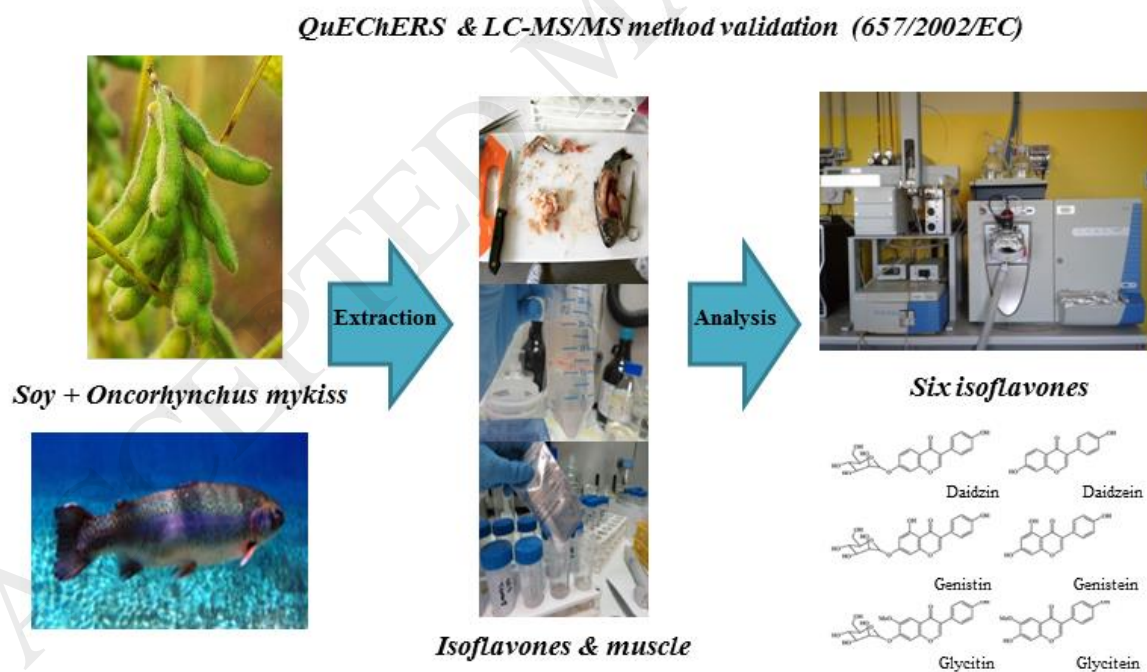 QuEChERS & LC-MS/MS method validation (657/2002/EC)
Extraction
Analysis
Soy + Oncorhynchus mykiss
Isoflavones & muscle
Six isoflavones
Daidzin
Daidzein
Genistin
Genistein
Glycitin
Glycitein